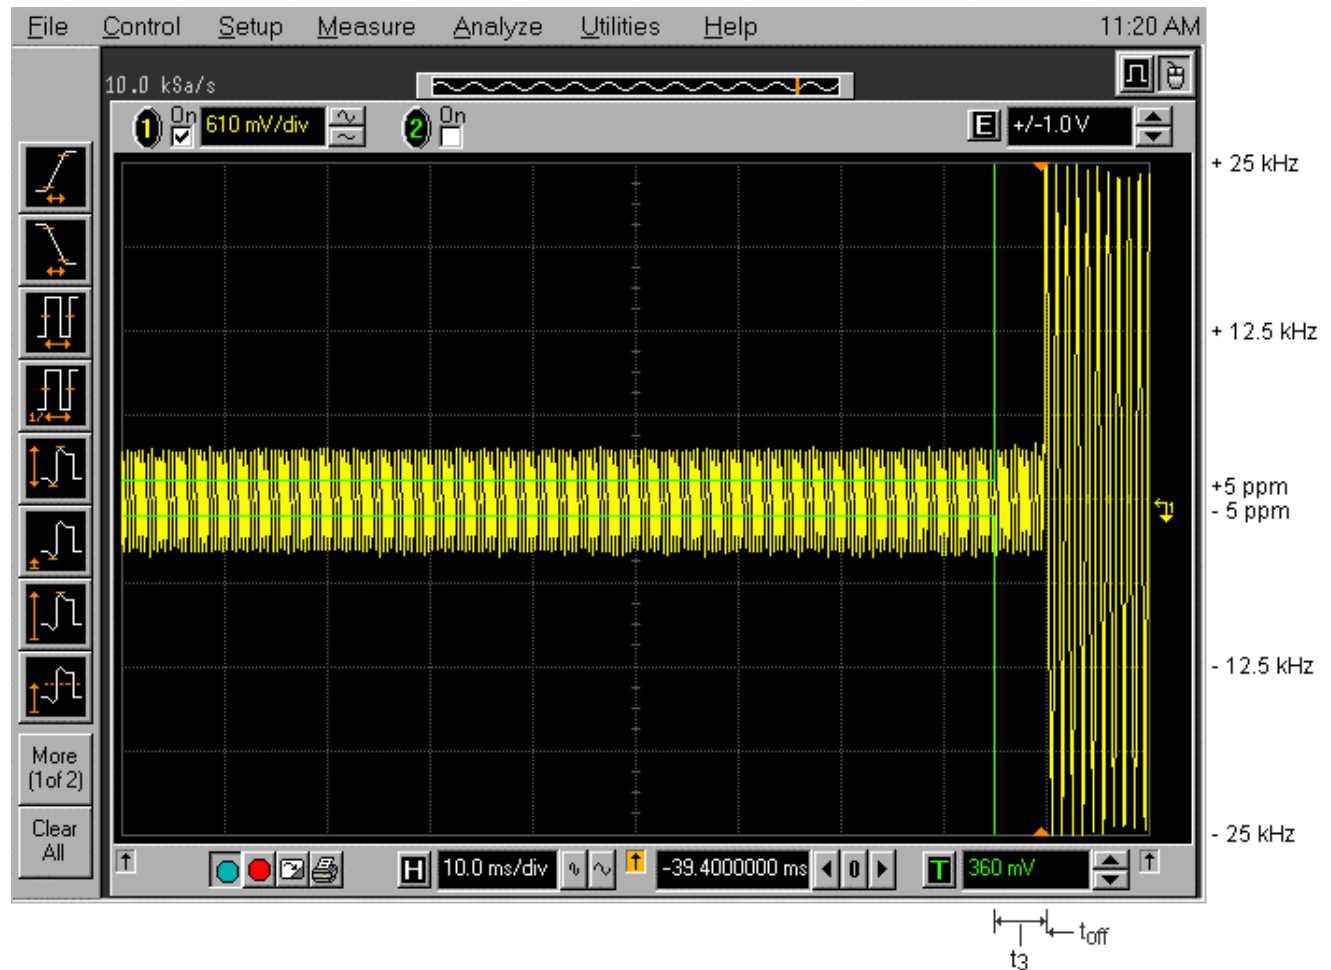 File Control Setup Measure Analyze Utilities Help 11:20 AM
10.0 kSa/s
1 On 610 mV/div 2 On E +/-1.0 V
+ 25 kHz
+ 12.5 kHz
+5 ppm
- 5 ppm
1
- 12.5 kHz
- 25 kHz
1/
More
(1of 2)
Clear
All
H 10.0 ms/div -39.4000000 ms 0 T 360 mV
toff
t3